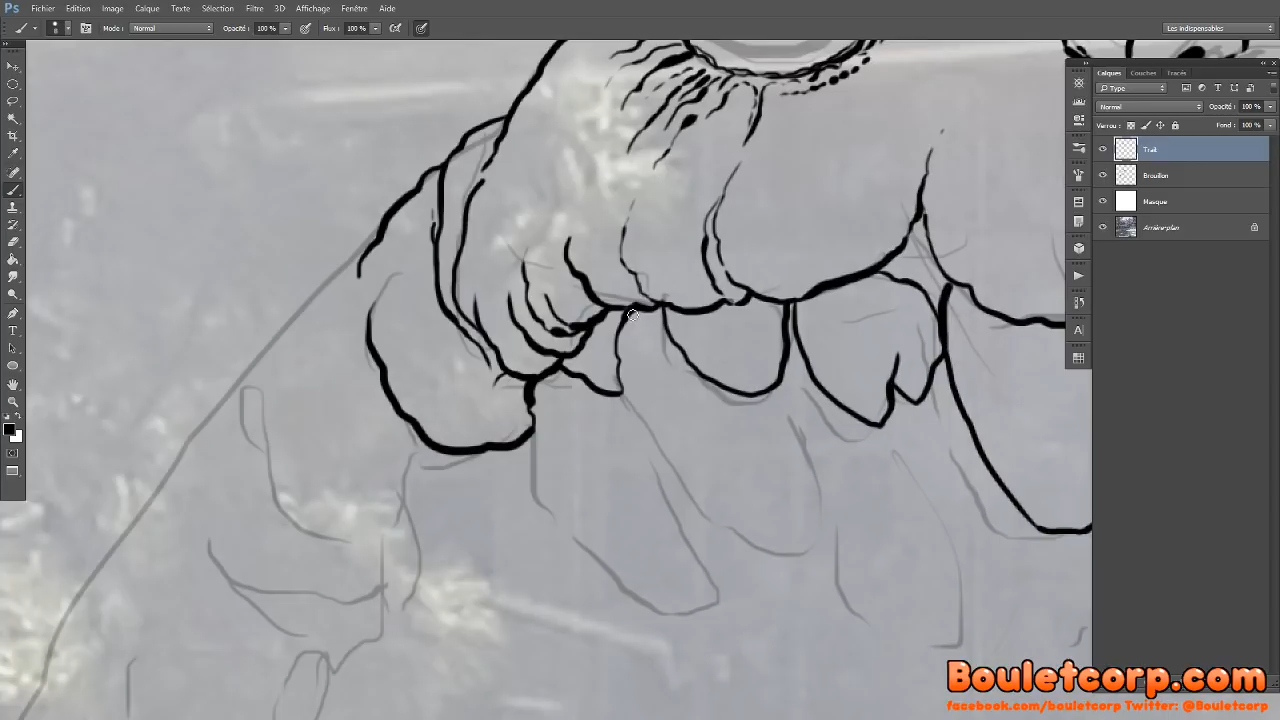 Ps Fichier Edition Image Calque Texte Sélection Filtre 3D Affichage Fenêtre Aide
Mode : Normal Opacité : 100 % Flux : 100 % Les indispensables
Calques Couches Tracés
Type
Normal Opacité : 100 %
Verrou : Fond : 100 %
Trait
Brouillon
Masque
Arrière-plan
Bouletcorp.com
facebook.com/bouletcorp Twitter: @Bouletcorp